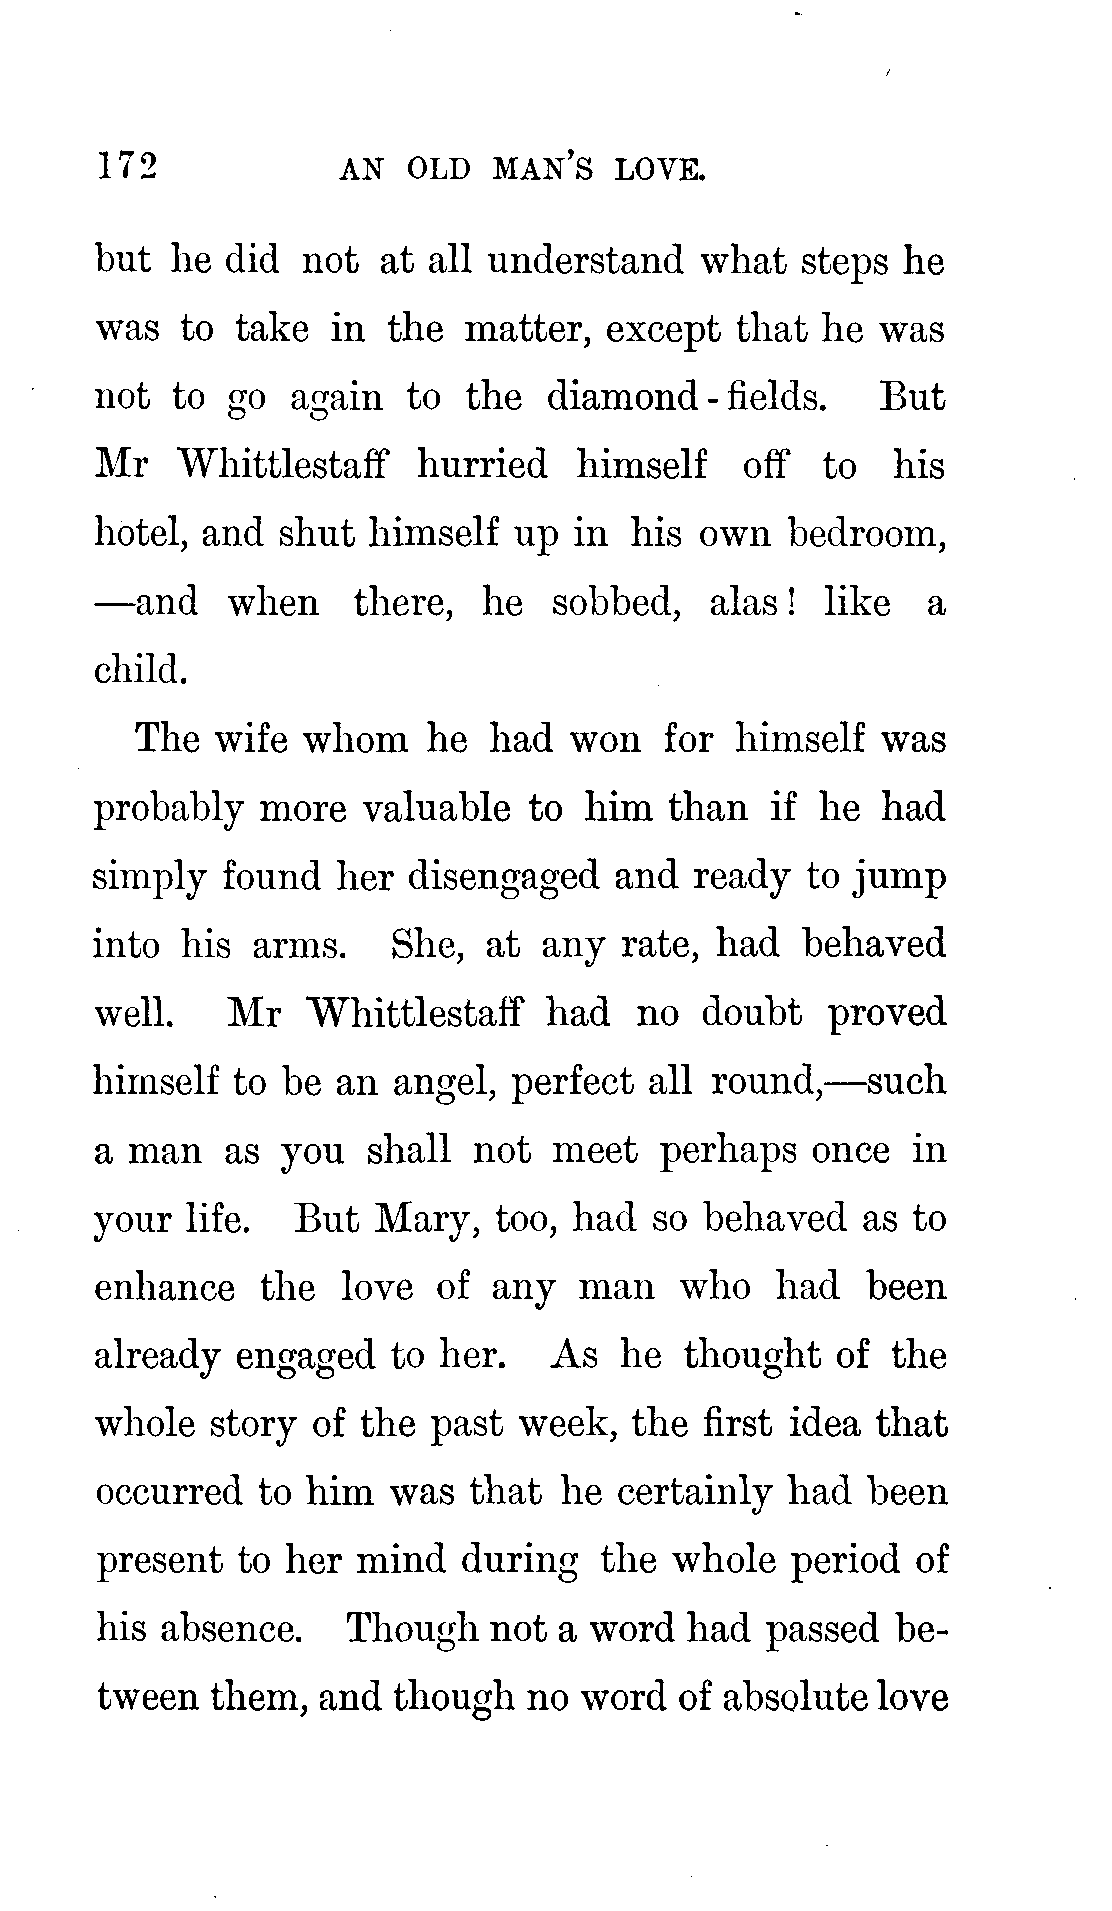 172 AN OLD MAN'S LOVE.
but he did not at all understand what steps he
was to take in the matter, except that he was
not to go again to the diamond-fields. But
Mr Whittlestaff hurried himself off to his
hotel, and shut himself up in his own bedroom,
—and when there, he sobbed, alas! like a
child.
The wife whom he had won for himself was
probably more valuable to him than if he had
simply found her disengaged and ready to jump
into his arms. She, at any rate, had behaved
well. Mr Whittlestaff had no doubt proved
himself to be an angel, perfect all round,—such
a man as you shall not meet perhaps once in
your life. But Mary, too, had so behaved as to
enhance the love of any man who had been
already engaged to her. As he thought of the
whole story of the past week, the first idea that
occurred to him was that he certainly had been
present to her mind during the whole period of
his absence. Though not a word had passed be-
tween them, and though no word of absolute love